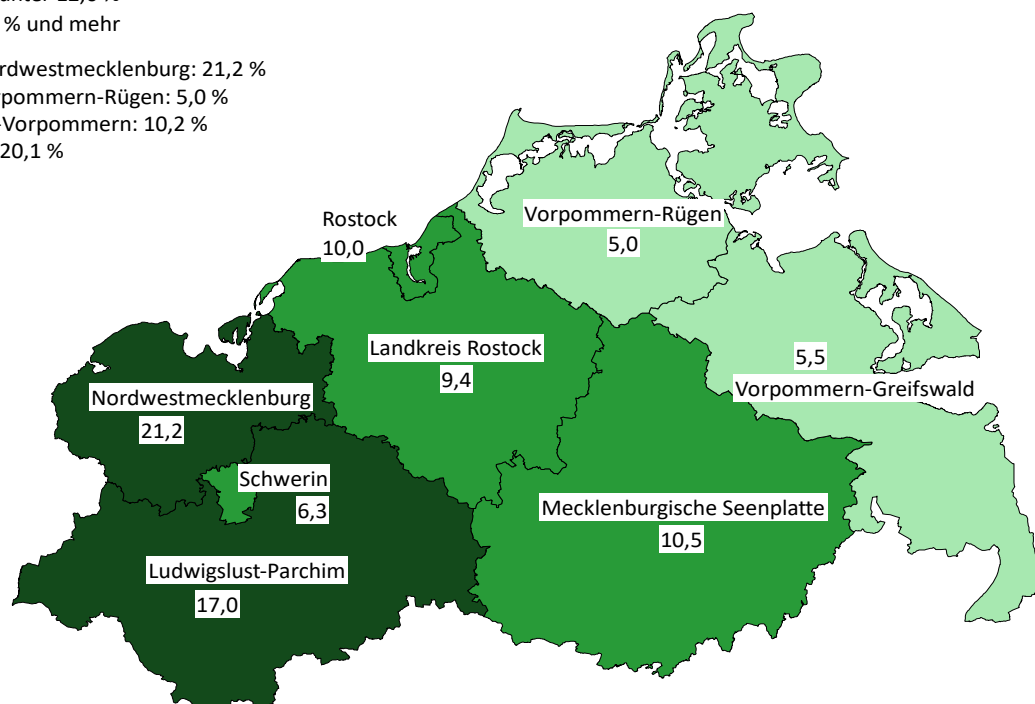 % und mehr
rdwestmecklenburg: 21,2 %
rpommern-Rügen: 5,0 %
-Vorpommern: 10,2 %
20,1 %
Rostock
10,0
Vorpommern-Rügen
5,0
Landkreis Rostock
9,4
5,5
Vorpommern-Greifswald
Nordwestmecklenburg
21,2
Schwerin
6,3
Mecklenburgische Seenplatte
10,5
Ludwigslust-Parchim
17,0